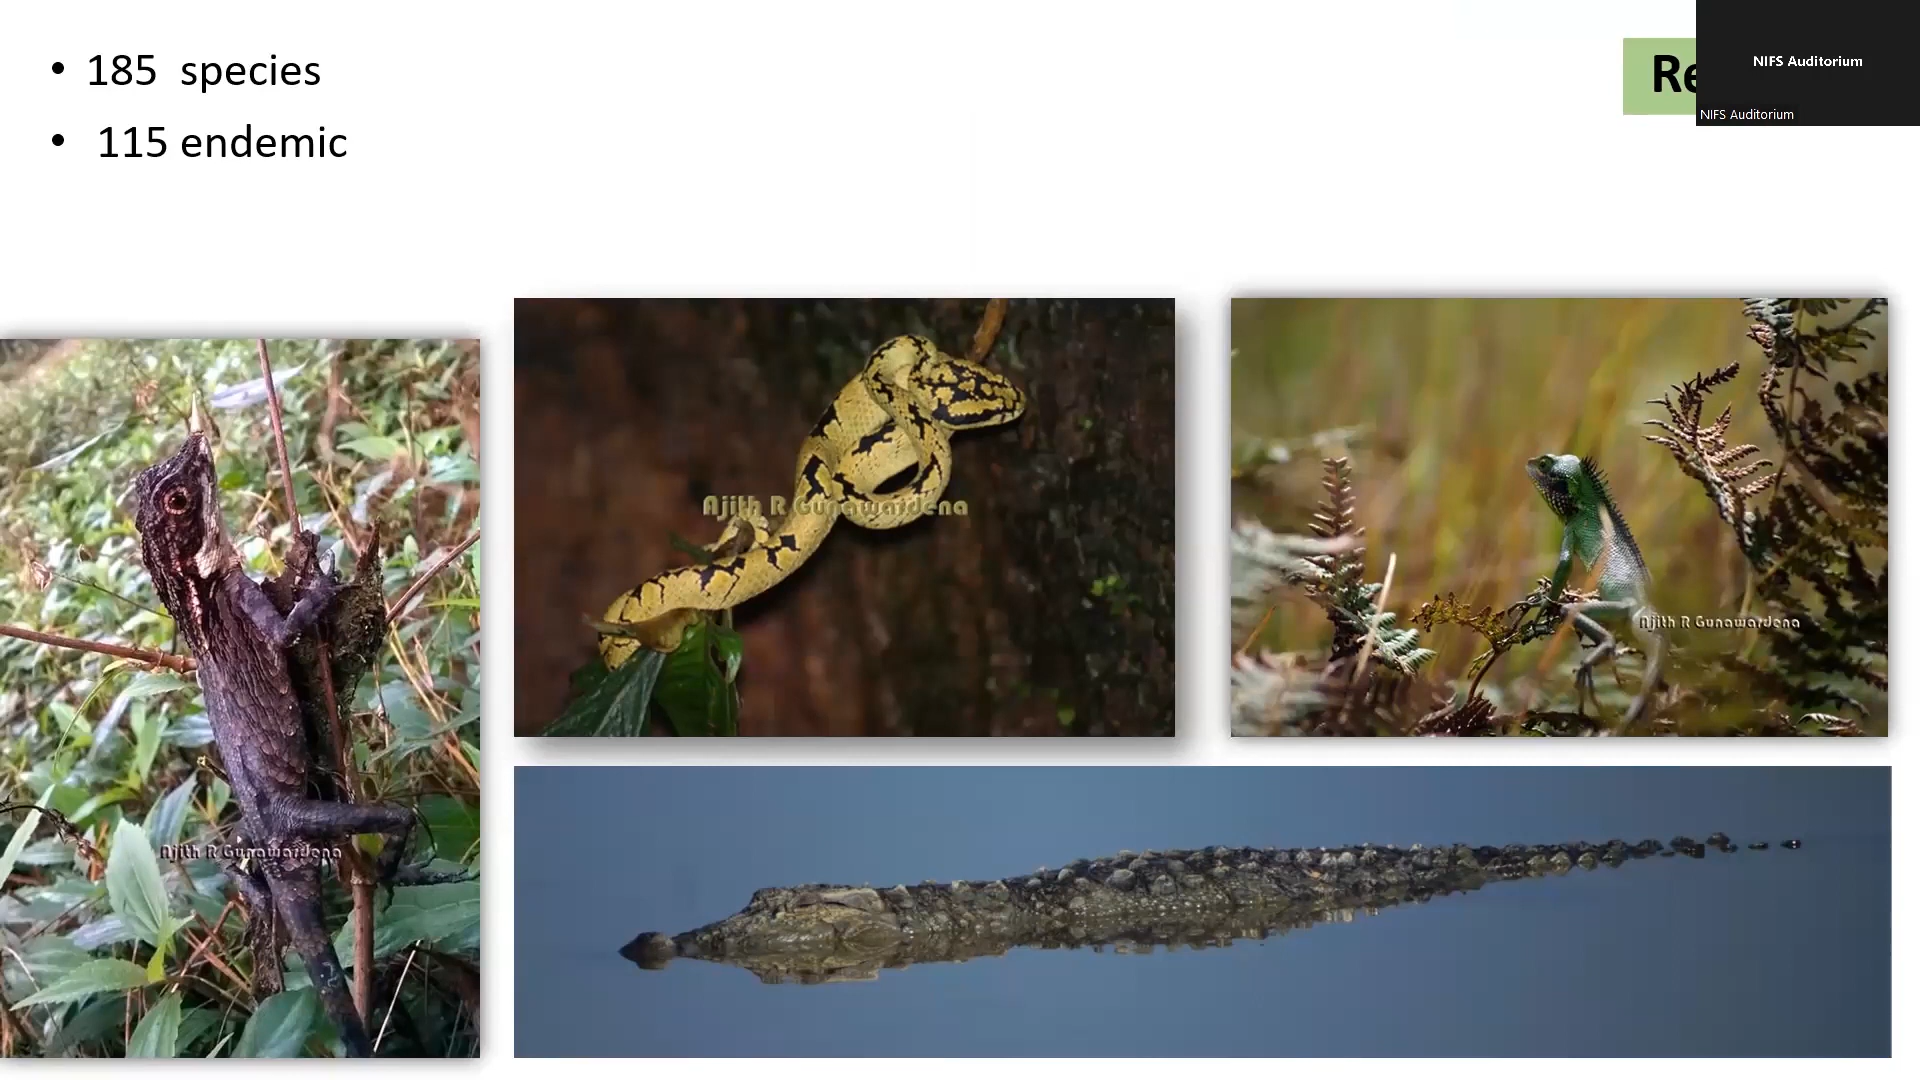 • 185 species
• 115 endemic
Re
NIFS Auditorium
NIFS Auditorium
Ajith R Gunawardena
Ajith R Gunawardena
Ajith R Gunawardena